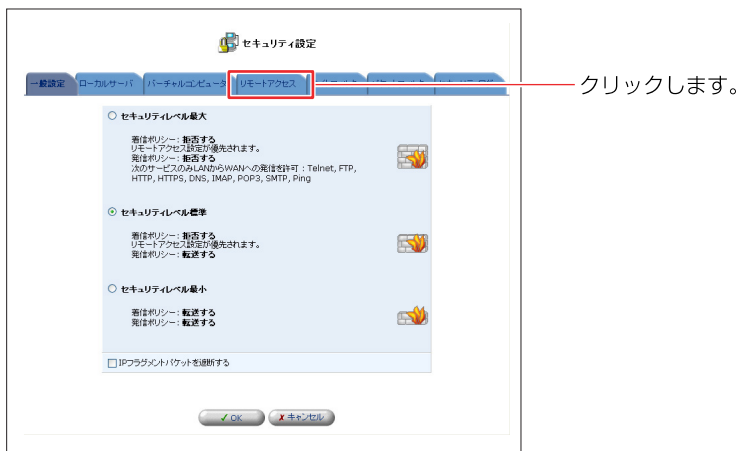 セキュリティ設定
一般設定 ローカルサーバ バーチャルコンピュータ リモートアクセス
クリックします。
セキュリティレベル最大
着信ポリシー：拒否する
リモートアクセス設定が優先されます。
発信ポリシー：拒否する
次のサービスのみLANからWANへの発信を許可：Telnet, FTP,
HTTP, HTTPS, DNS, IMAP, POP3, SMTP, Ping
セキュリティレベル標準
着信ポリシー：拒否する
リモートアクセス設定が優先されます。
発信ポリシー：転送する
セキュリティレベル最小
着信ポリシー：転送する
発信ポリシー：転送する
IPフラグメントパケットを遮断する
OK キャンセル